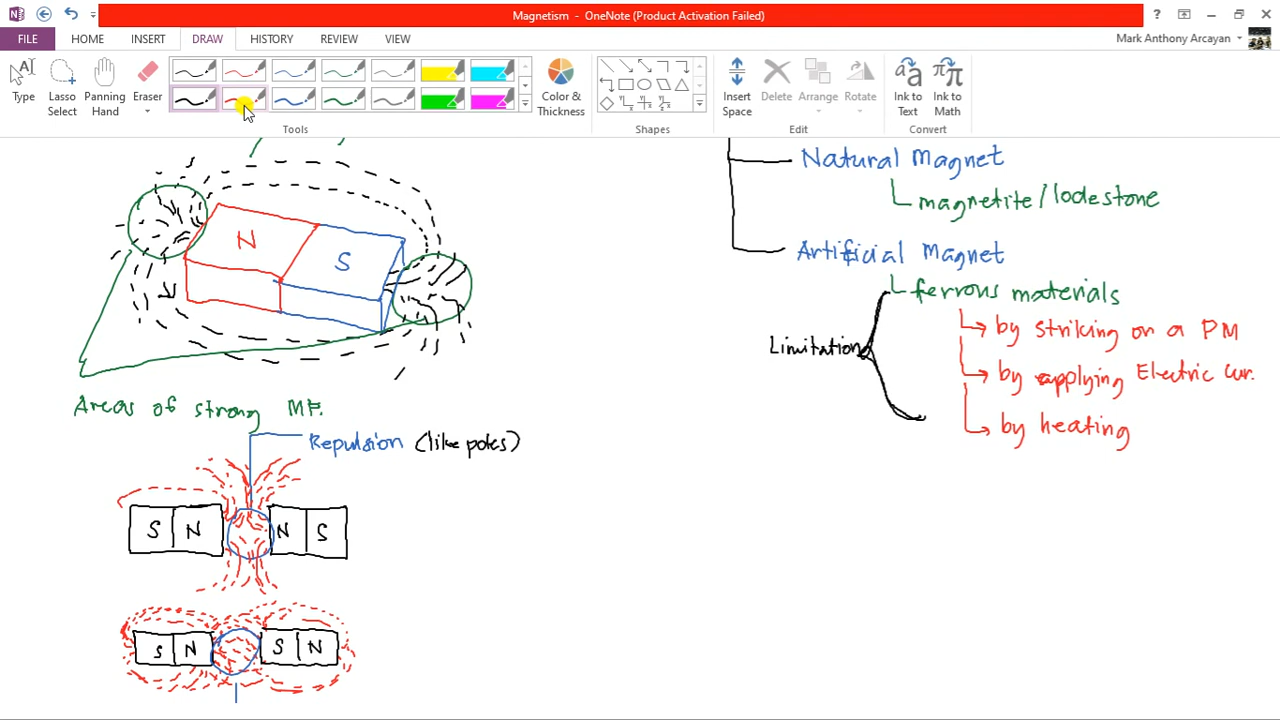 Magnetism - OneNote (Product Activation Failed)
?
FILE HOME INSERT DRAW HISTORY REVIEW VIEW
Mark Anthony Arcayan
Type
Lasso Select
Panning Hand
Eraser
Color & Thickness
Insert Space
Delete
Arrange
Rotate
Ink to Text
Ink to Math
Tools
Shapes
Edit
Convert
N
S
Areas of strong MF.
Repulsion (like poles)
S N N S
S N S N
Natural Magnet
magnetite/lodestone
Artificial Magnet
ferrous materials
Limitation
by striking on a PM
by applying Electric cur.
by heating